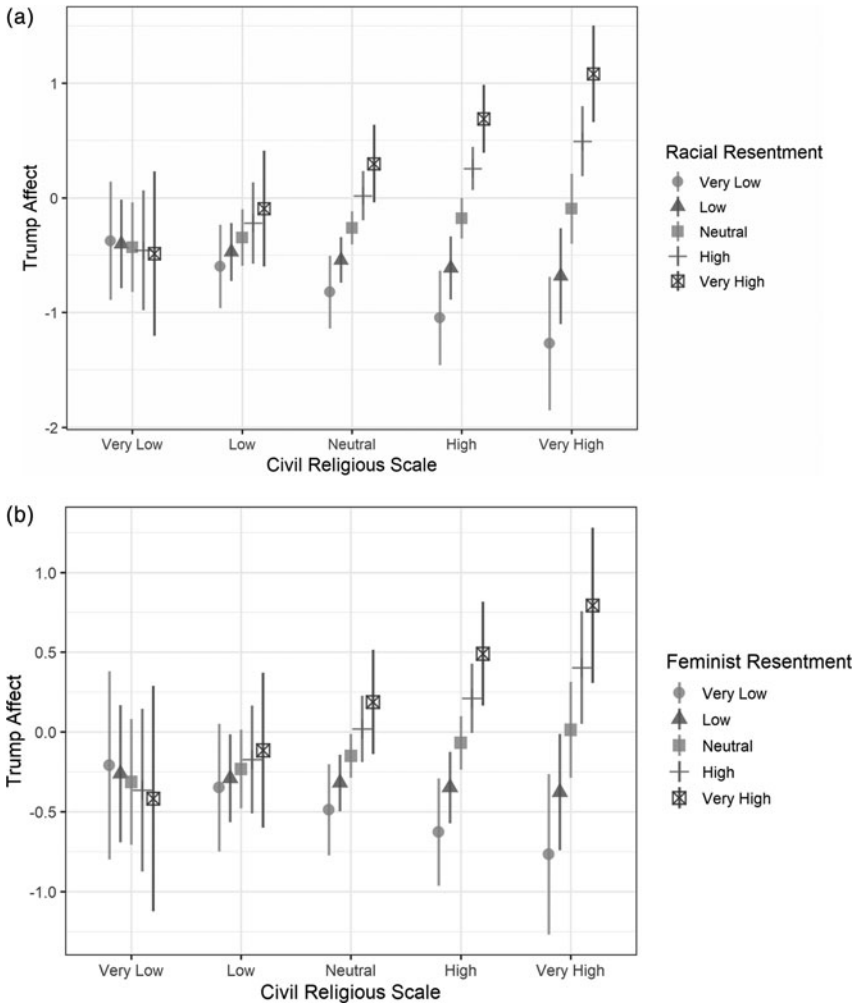 (a)
1
0
-1
-2
Trump Affect
Very Low Low Neutral High Very High
Civil Religious Scale
Racial Resentment
Very Low
Low
Neutral
High
Very High
(b)
1.0
0.5
0.0
-0.5
-1.0
Trump Affect
Very Low Low Neutral High Very High
Civil Religious Scale
Feminist Resentment
Very Low
Low
Neutral
High
Very High